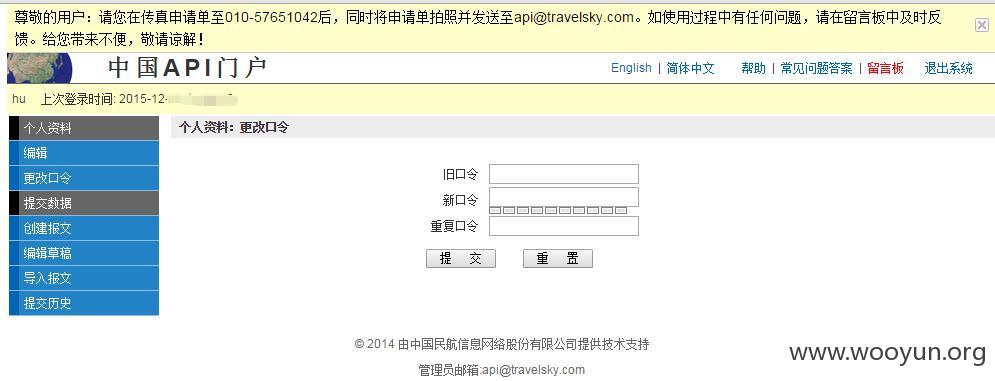 尊敬的用户：请您在传真申请单至010-57651042后，同时将申请单拍照并发送至api@travelsky.com。如使用过程中有任何问题，请在留言板中及时反
馈。给您带来不便，敬请谅解！
中国API门户
English | 简体中文 帮助 | 常见问题答案 | 留言板 退出系统
hu 上次登录时间: 2015-12-
个人资料
编辑
更改口令
提交数据
创建报文
编辑草稿
导入报文
提交历史
个人资料：更改口令
旧口令
新口令
重复口令
提 交 重 置
© 2014 由中国民航信息网络股份有限公司提供技术支持
管理员邮箱:api@travelsky.com
www.wooyun.org